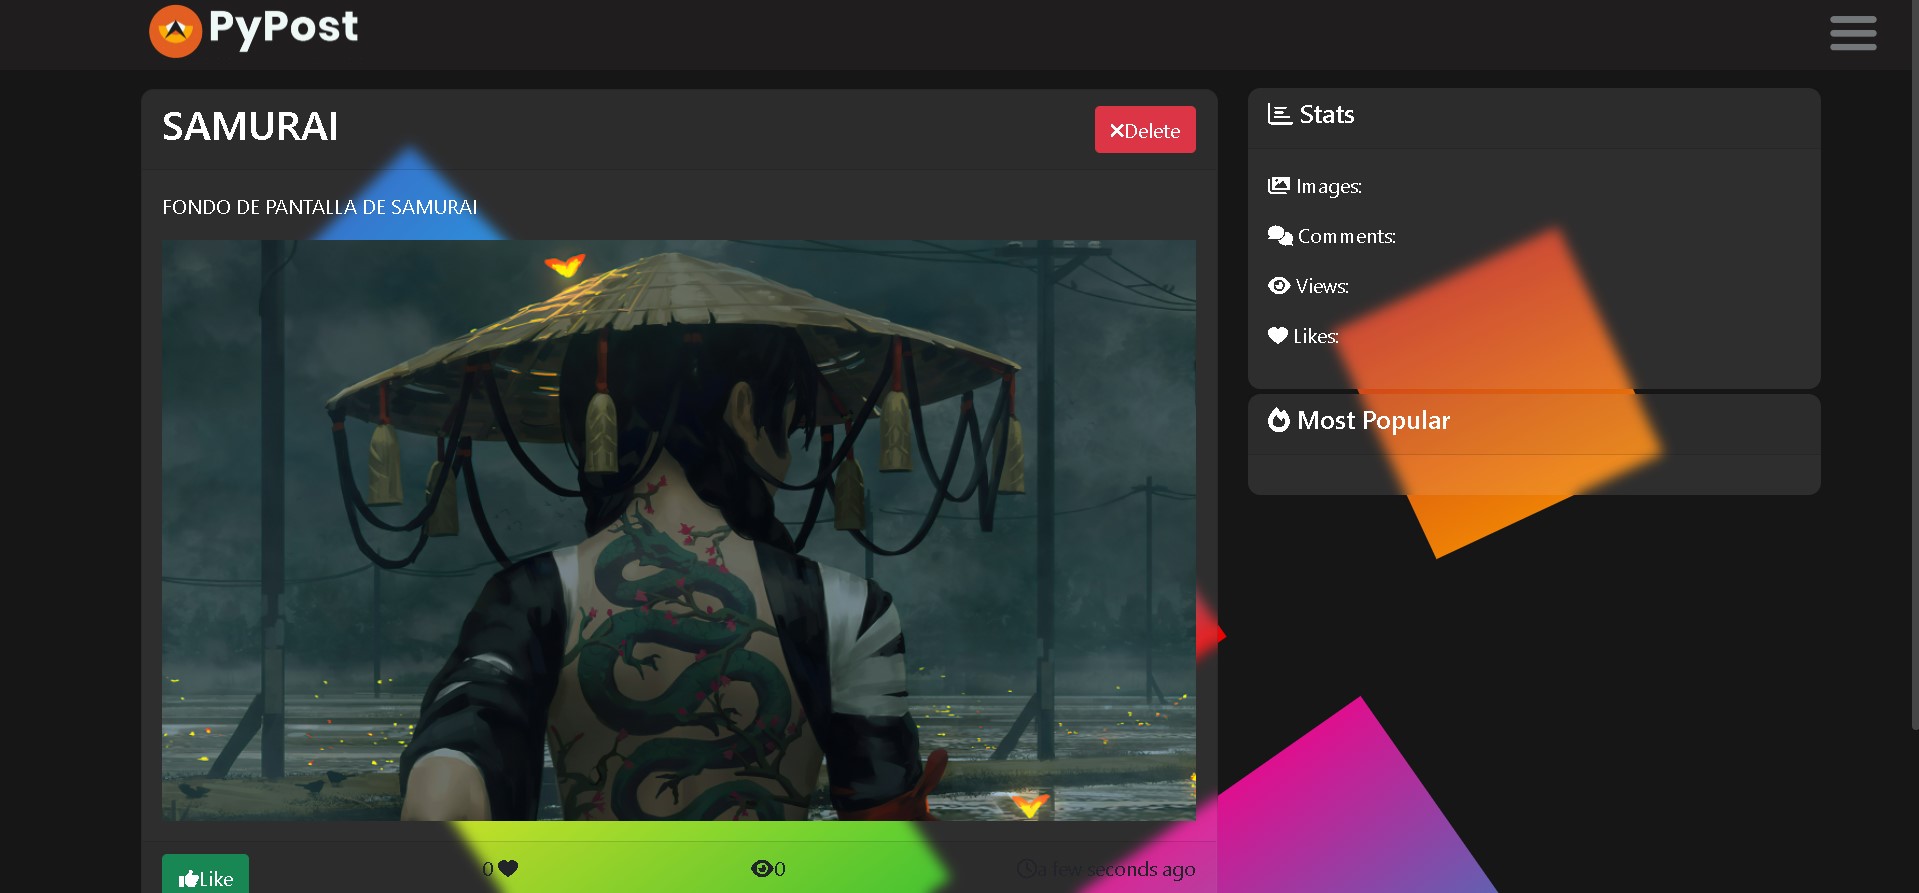 PyPost
SAMURAI
Delete
FONDO DE PANTALLA DE SAMURAI
Like
0
0
a few seconds ago
Stats
Images:
Comments:
Views:
Likes:
Most Popular